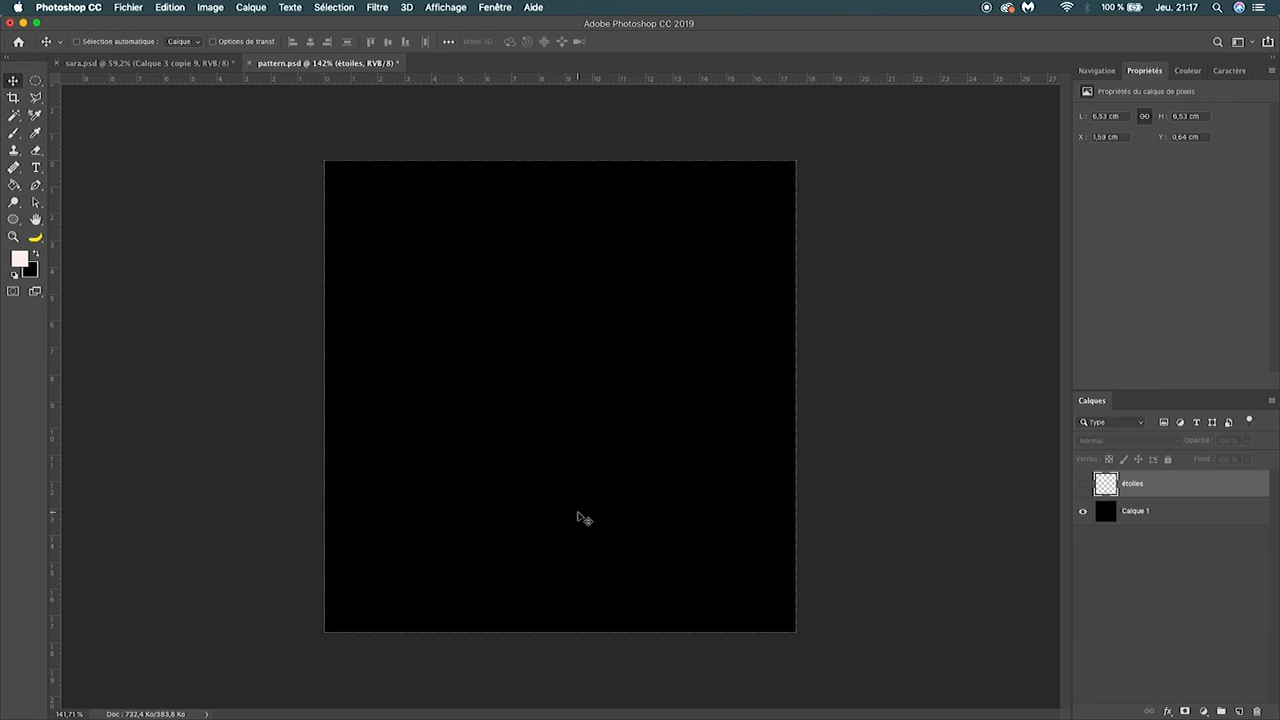 Photoshop CC Fichier Edition Image Calque Texte Sélection Filtre 3D Affichage Fenêtre Aide 100 % Jeu. 21:17
Adobe Photoshop CC 2019
Sélection automatique : Calque Options de transf. Mode 3D :
sara.psd @ 59,2% (Calque 3 copie 9, RVB/8) * pattern.psd @ 142% (étoiles, RVB/8) *
Navigation Propriétés Couleur Caractère
Propriétés du calque de pixels
L : 6,53 cm H : 6,53 cm
X : 1,59 cm Y : 0,64 cm
Calques
Type
Normal Opacité : 100 %
Verrou : Fond : 100 %
étoiles
Calque 1
141,71 % Doc : 732,4 Ko/383,8 Ko